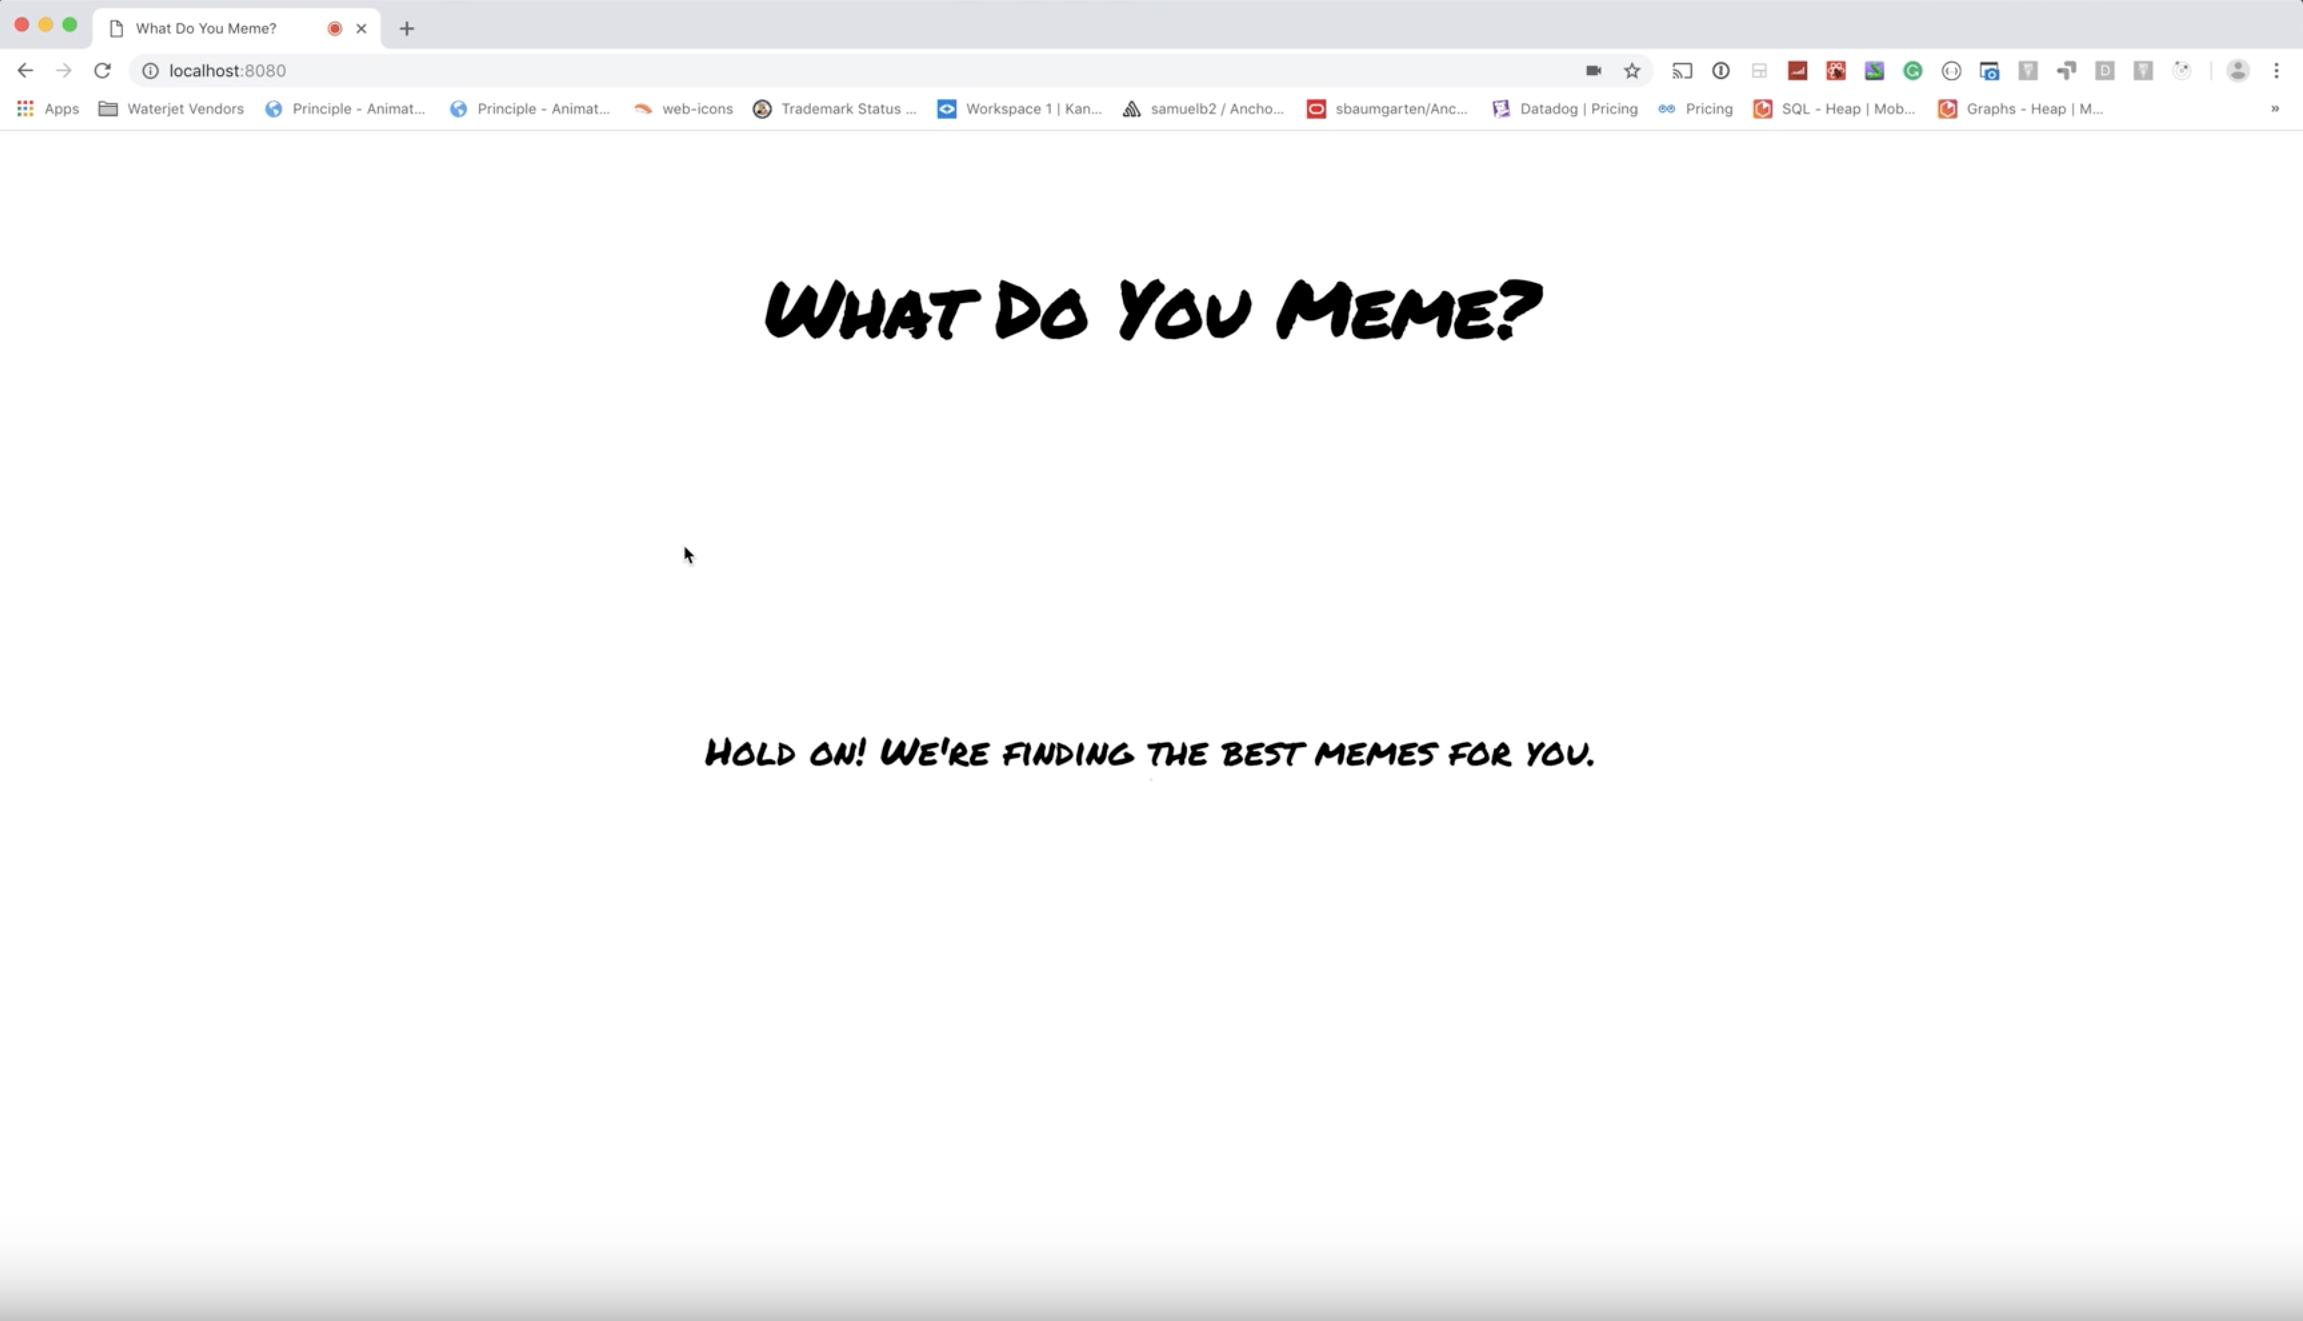 What Do You Meme?
localhost:8080
Apps
Waterjet Vendors
Principle - Animat...
Principle - Animat...
web-icons
Trademark Status ...
Workspace 1 | Kan...
samuelb2 / Ancho...
sbaumgarten/Anc...
Datadog | Pricing
Pricing
SQL - Heap | Mob...
Graphs - Heap | M...
»
What Do You Meme?
Hold on! We're finding the best memes for you.